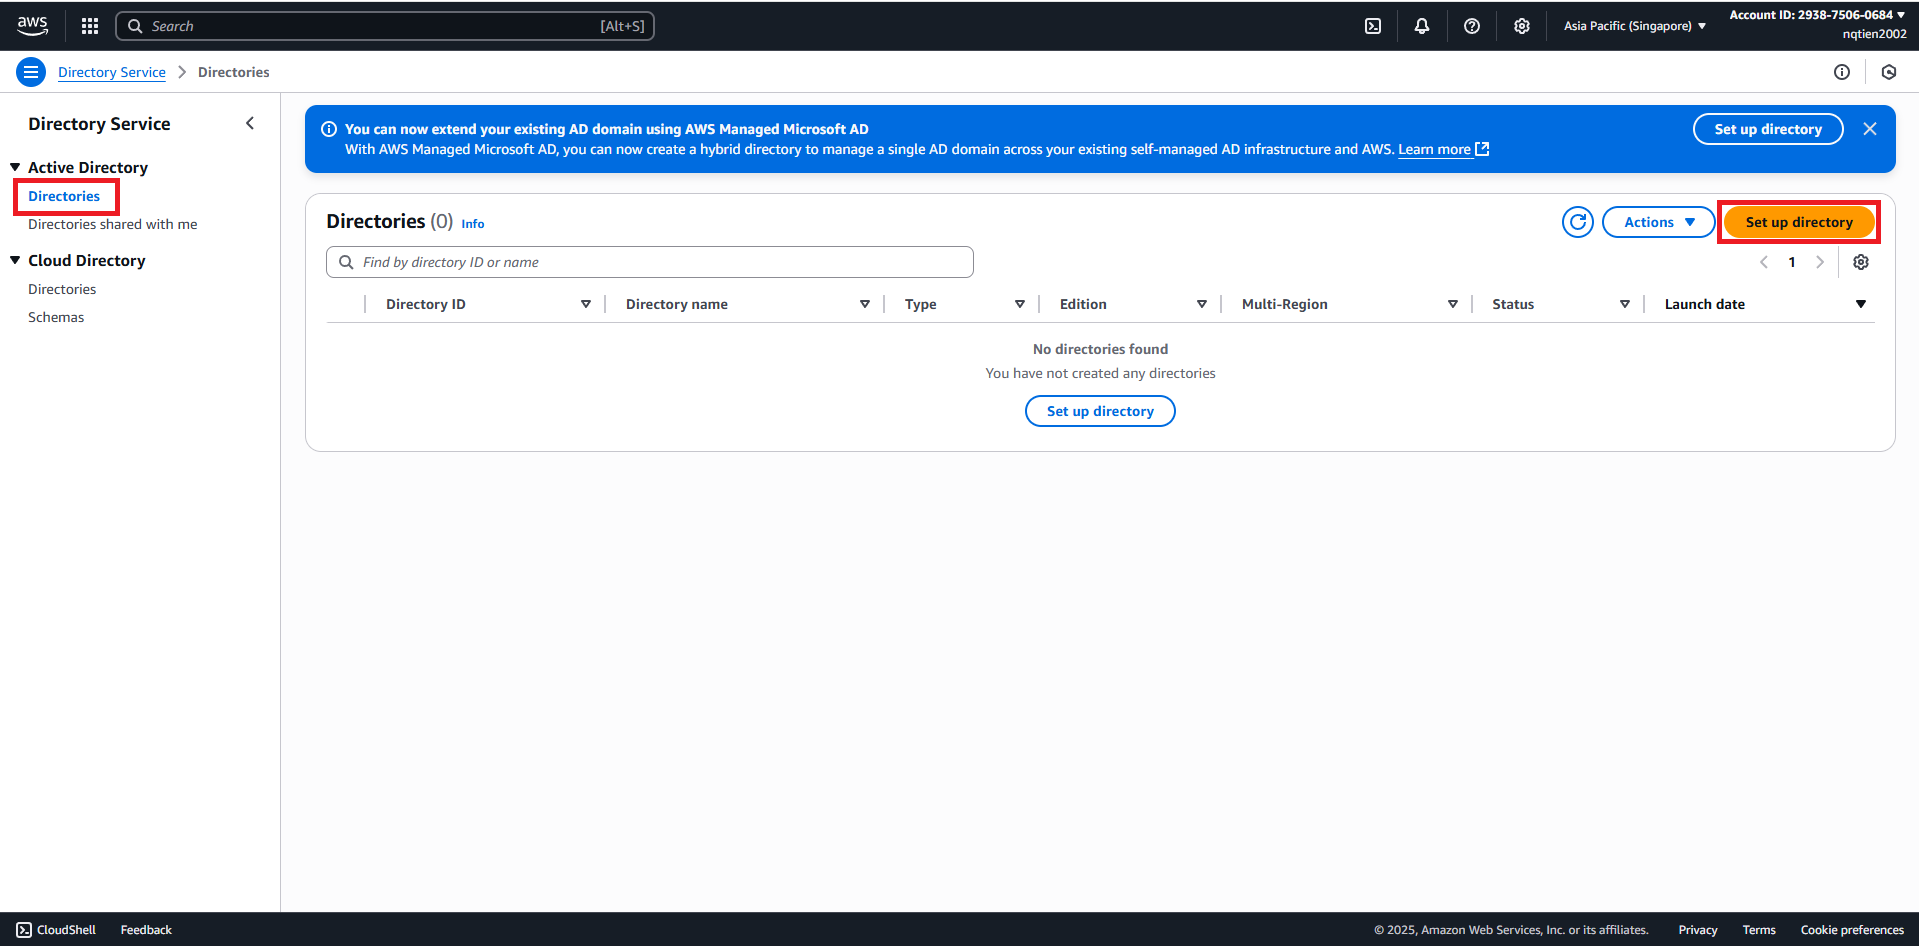 aws
Search [Alt+S]
Asia Pacific (Singapore)
Account ID: 2938-7506-0684
nqtien2002
Directory Service > Directories
Directory Service
Active Directory
Directories
Directories shared with me
Cloud Directory
Directories
Schemas
You can now extend your existing AD domain using AWS Managed Microsoft AD
With AWS Managed Microsoft AD, you can now create a hybrid directory to manage a single AD domain across your existing self-managed AD infrastructure and AWS. Learn more
Set up directory
Directories (0) Info
Actions
Set up directory
Find by directory ID or name
1
Directory ID Directory name Type Edition Multi-Region Status Launch date
No directories found
You have not created any directories
Set up directory
CloudShell Feedback
© 2025, Amazon Web Services, Inc. or its affiliates. Privacy Terms Cookie preferences